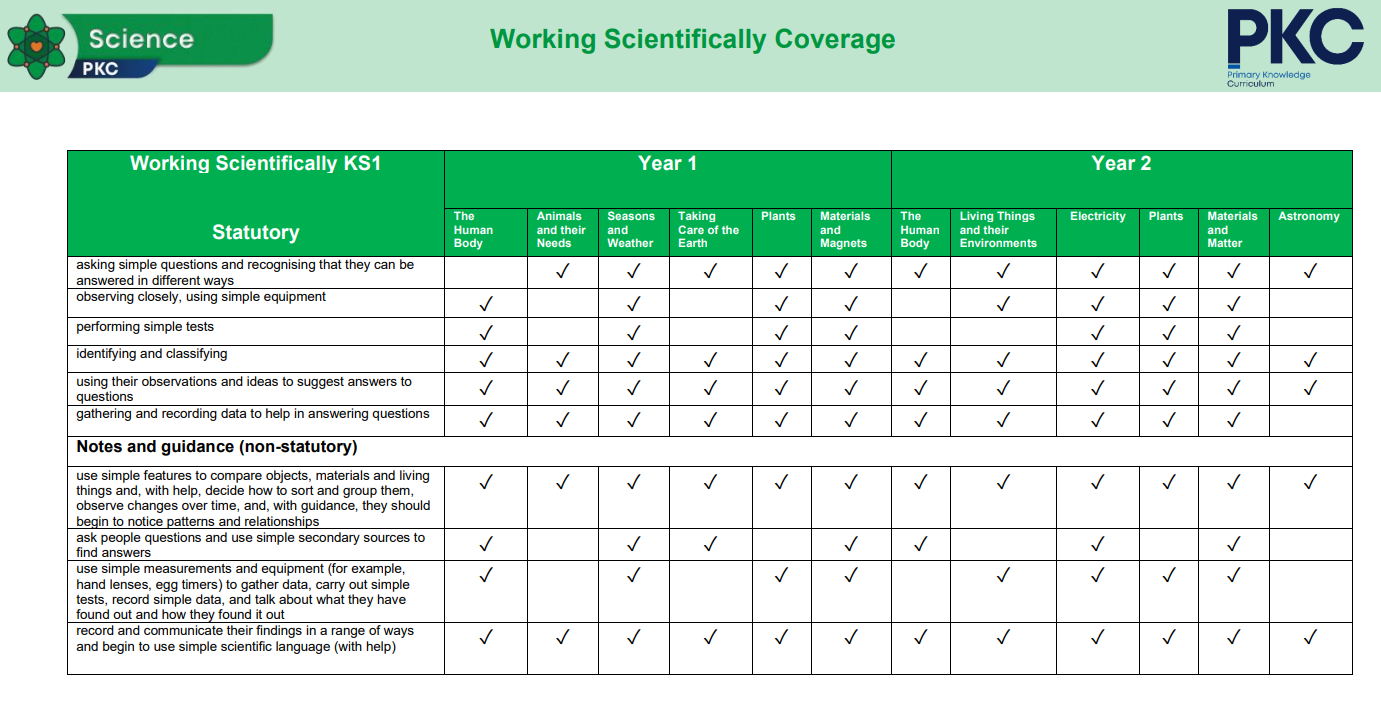 Science
PKC
Working Scientifically Coverage
PKC
Primary Knowledge
Curriculum
Working Scientifically KS1
Statutory
Year 1
Year 2
The
Human
Body
Animals
and their
Needs
Seasons
and
Weather
Taking
Care of the
Earth
Plants
Materials
and
Magnets
The
Human
Body
Living Things
and their
Environments
Electricity
Plants
Materials
and
Matter
Astronomy
asking simple questions and recognising that they can be
answered in different ways
✓ ✓ ✓ ✓ ✓ ✓ ✓ ✓ ✓ ✓ ✓
observing closely, using simple equipment
✓ ✓ ✓ ✓ ✓ ✓ ✓ ✓
performing simple tests
✓ ✓ ✓ ✓ ✓ ✓ ✓
identifying and classifying
✓ ✓ ✓ ✓ ✓ ✓ ✓ ✓ ✓ ✓ ✓ ✓
using their observations and ideas to suggest answers to
questions
✓ ✓ ✓ ✓ ✓ ✓ ✓ ✓ ✓ ✓ ✓ ✓
gathering and recording data to help in answering questions
✓ ✓ ✓ ✓ ✓ ✓ ✓ ✓ ✓ ✓ ✓
Notes and guidance (non-statutory)
use simple features to compare objects, materials and living
things and, with help, decide how to sort and group them,
observe changes over time, and, with guidance, they should
begin to notice patterns and relationships
✓ ✓ ✓ ✓ ✓ ✓ ✓ ✓ ✓ ✓ ✓ ✓
ask people questions and use simple secondary sources to
find answers
✓ ✓ ✓ ✓ ✓ ✓ ✓
use simple measurements and equipment (for example,
hand lenses, egg timers) to gather data, carry out simple
tests, record simple data, and talk about what they have
found out and how they found it out
✓ ✓ ✓ ✓ ✓ ✓ ✓ ✓
record and communicate their findings in a range of ways
and begin to use simple scientific language (with help)
✓ ✓ ✓ ✓ ✓ ✓ ✓ ✓ ✓ ✓ ✓ ✓